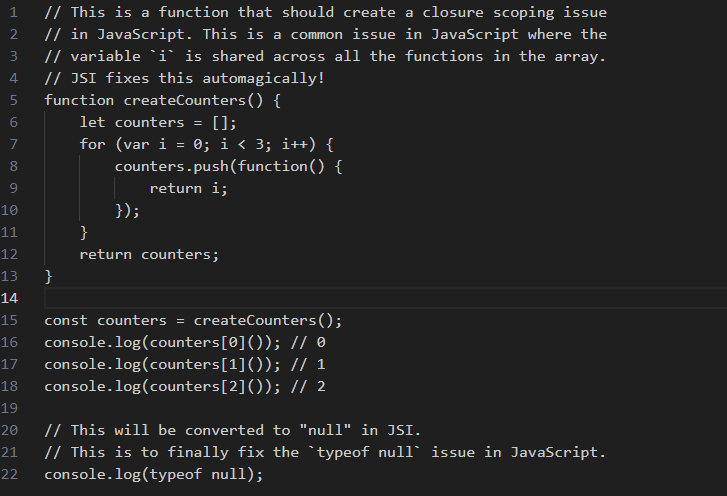 1 // This is a function that should create a closure scoping issue
2 // in JavaScript. This is a common issue in JavaScript where the
3 // variable `i` is shared across all the functions in the array.
4 // JSI fixes this automagically!
5 function createCounters() {
6     let counters = [];
7     for (var i = 0; i < 3; i++) {
8         counters.push(function() {
9             return i;
10         });
11     }
12     return counters;
13 }
14
15 const counters = createCounters();
16 console.log(counters[0]()); // 0
17 console.log(counters[1]()); // 1
18 console.log(counters[2]()); // 2
19
20 // This will be converted to "null" in JSI.
21 // This is to finally fix the `typeof null` issue in JavaScript.
22 console.log(typeof null);